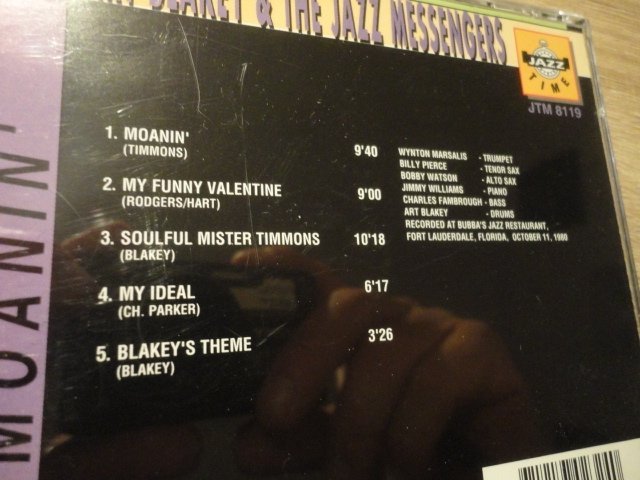 BLAKEY & THE JAZZ MESSENGERS
JAZZ
TIME
JTM 8119
MOANIN'
1. MOANIN' 9'40
(TIMMONS)
2. MY FUNNY VALENTINE 9'00
(RODGERS/HART)
3. SOULFUL MISTER TIMMONS 10'18
(BLAKEY)
4. MY IDEAL 6'17
(CH. PARKER)
5. BLAKEY'S THEME 3'26
(BLAKEY)
WYNTON MARSALIS - TRUMPET
BILLY PIERCE - TENOR SAX
BOBBY WATSON - ALTO SAX
JIMMY WILLIAMS - PIANO
CHARLES FAMBROUGH - BASS
ART BLAKEY - DRUMS
RECORDED AT BUBBA'S JAZZ RESTAURANT,
FORT LAUDERDALE, FLORIDA, OCTOBER 11, 1980